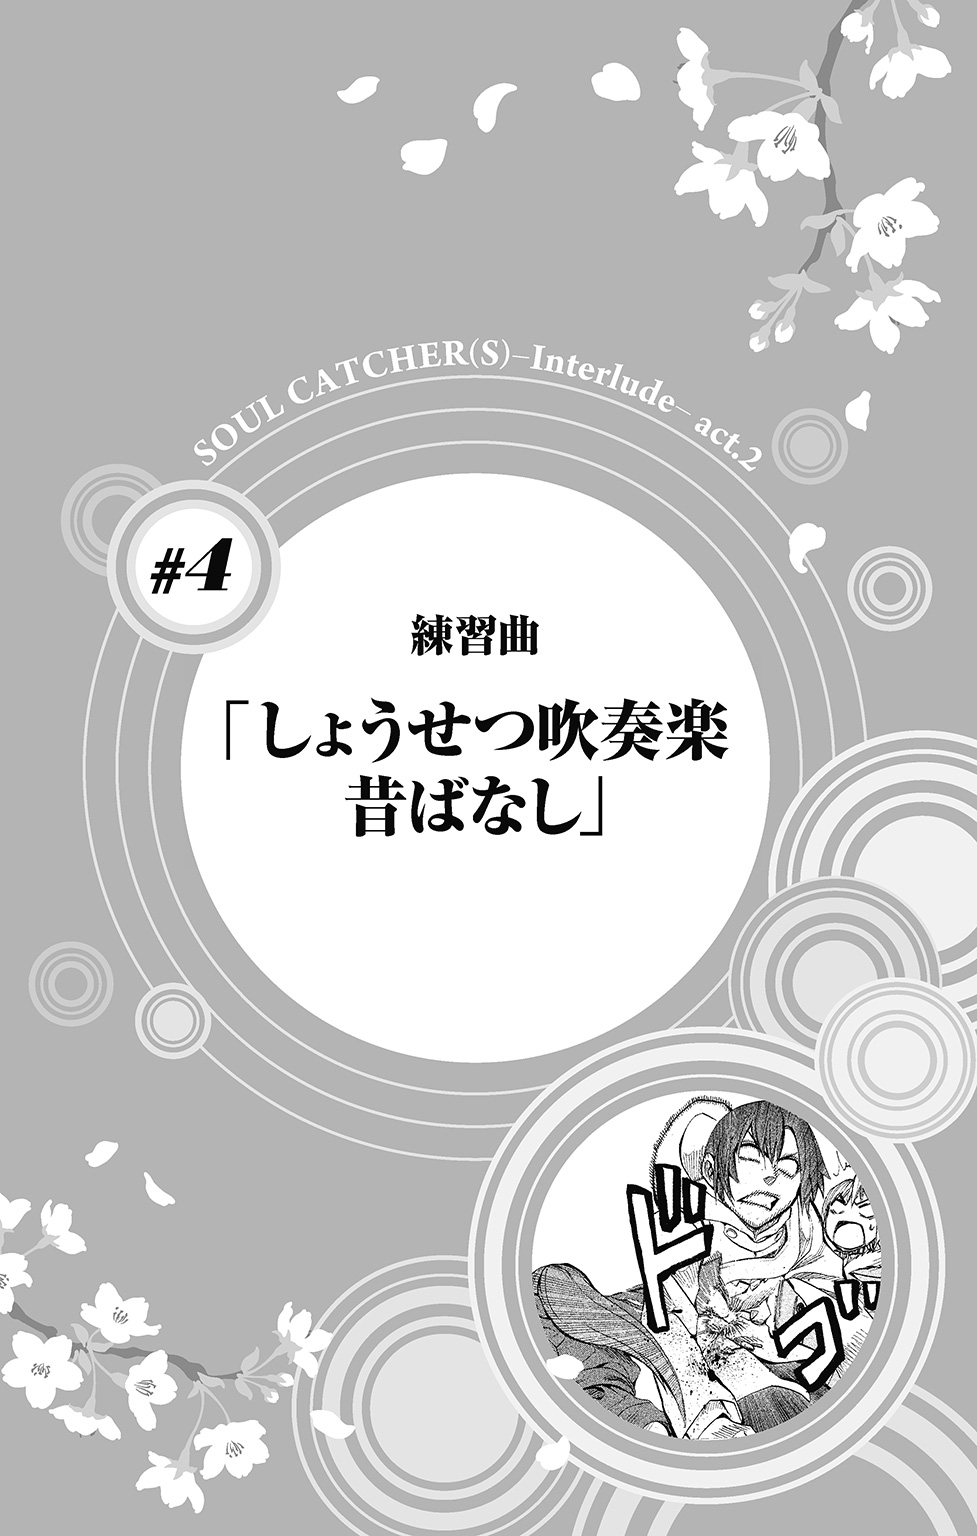 SOUL CATCHER(S)–Interlude– act.2
#4
練習曲
「しょうせつ吹奏楽
昔ばなし」
ドゴ"